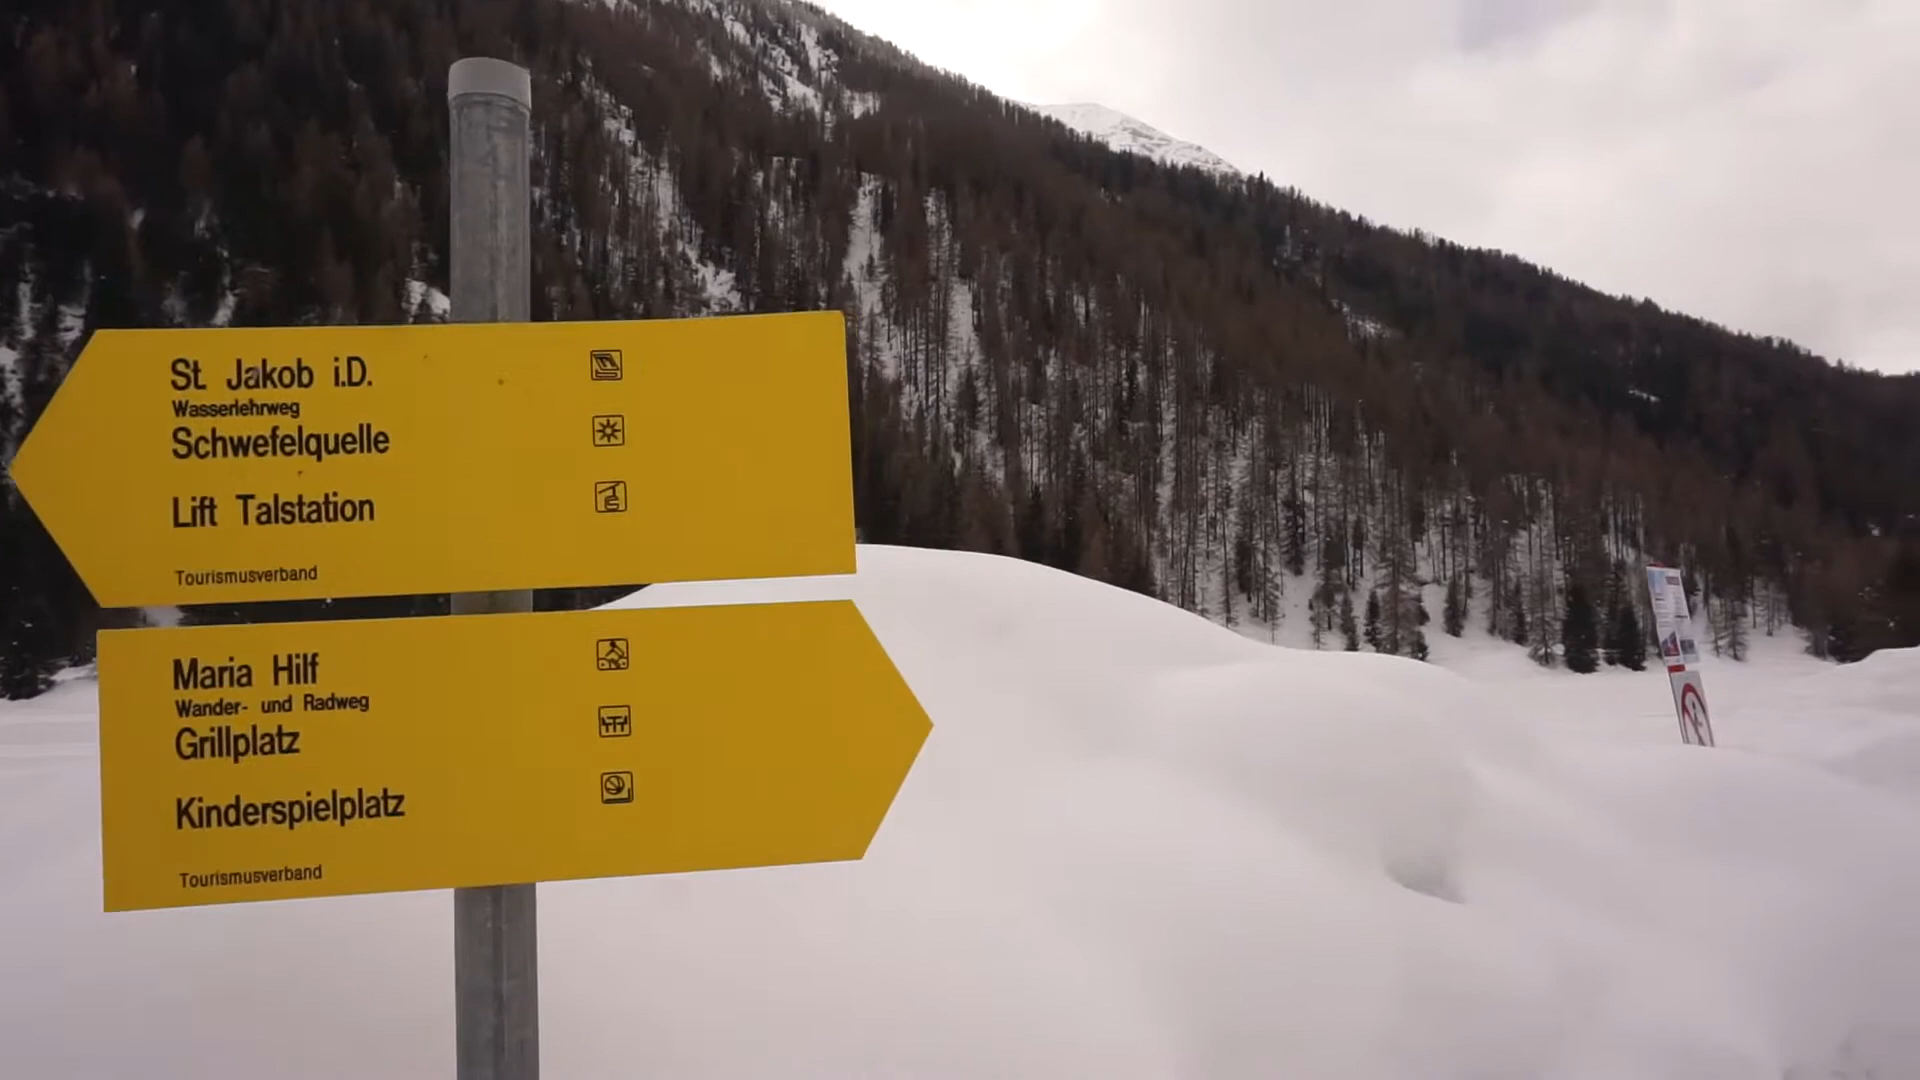 St. Jakob i.D.
Wasserlehrweg
Schwefelquelle
Lift Talstation
Tourismusverband
Maria Hilf
Wander- und Radweg
Grillplatz
Kinderspielplatz
Tourismusverband